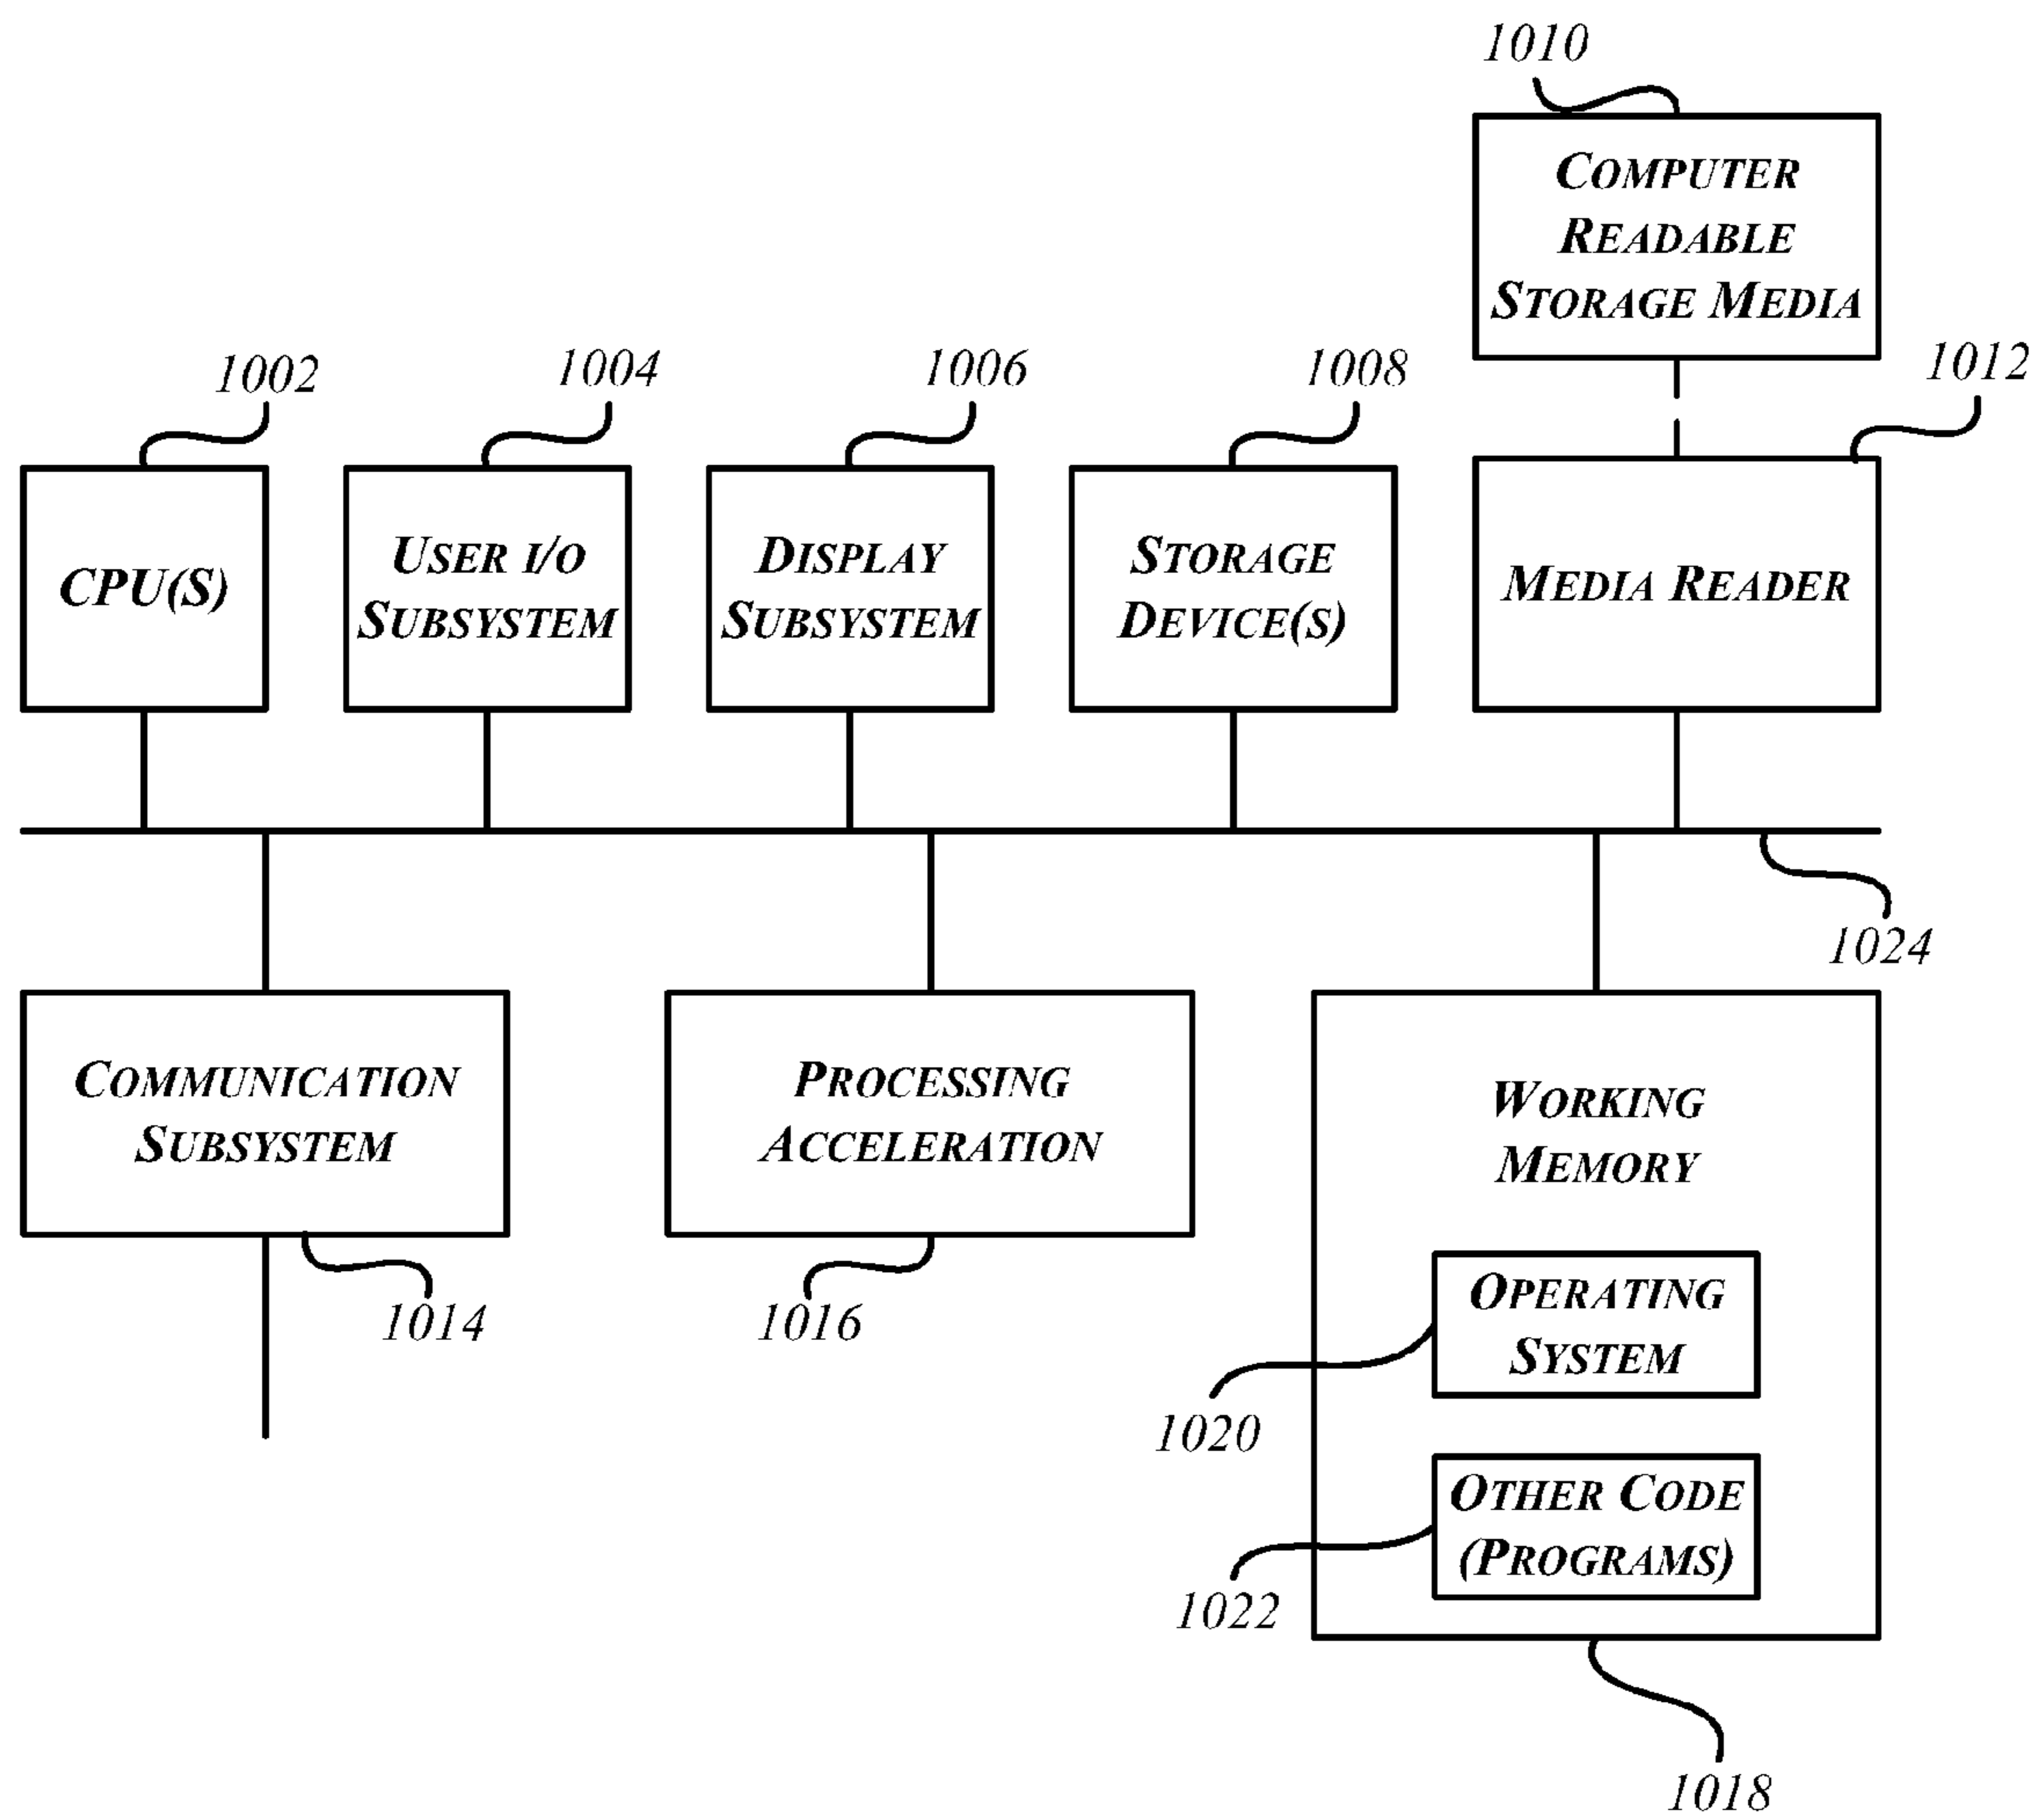 1010
COMPUTER
READABLE
STORAGE MEDIA
1002
1004
1006
1008
1012
CPU(S)
USER I/O
SUBSYSTEM
DISPLAY
SUBSYSTEM
STORAGE
DEVICE(S)
MEDIA READER
1024
COMMUNICATION
SUBSYSTEM
PROCESSING
ACCELERATION
WORKING
MEMORY
1014
1016
OPERATING
SYSTEM
1020
OTHER CODE
(PROGRAMS)
1022
1018